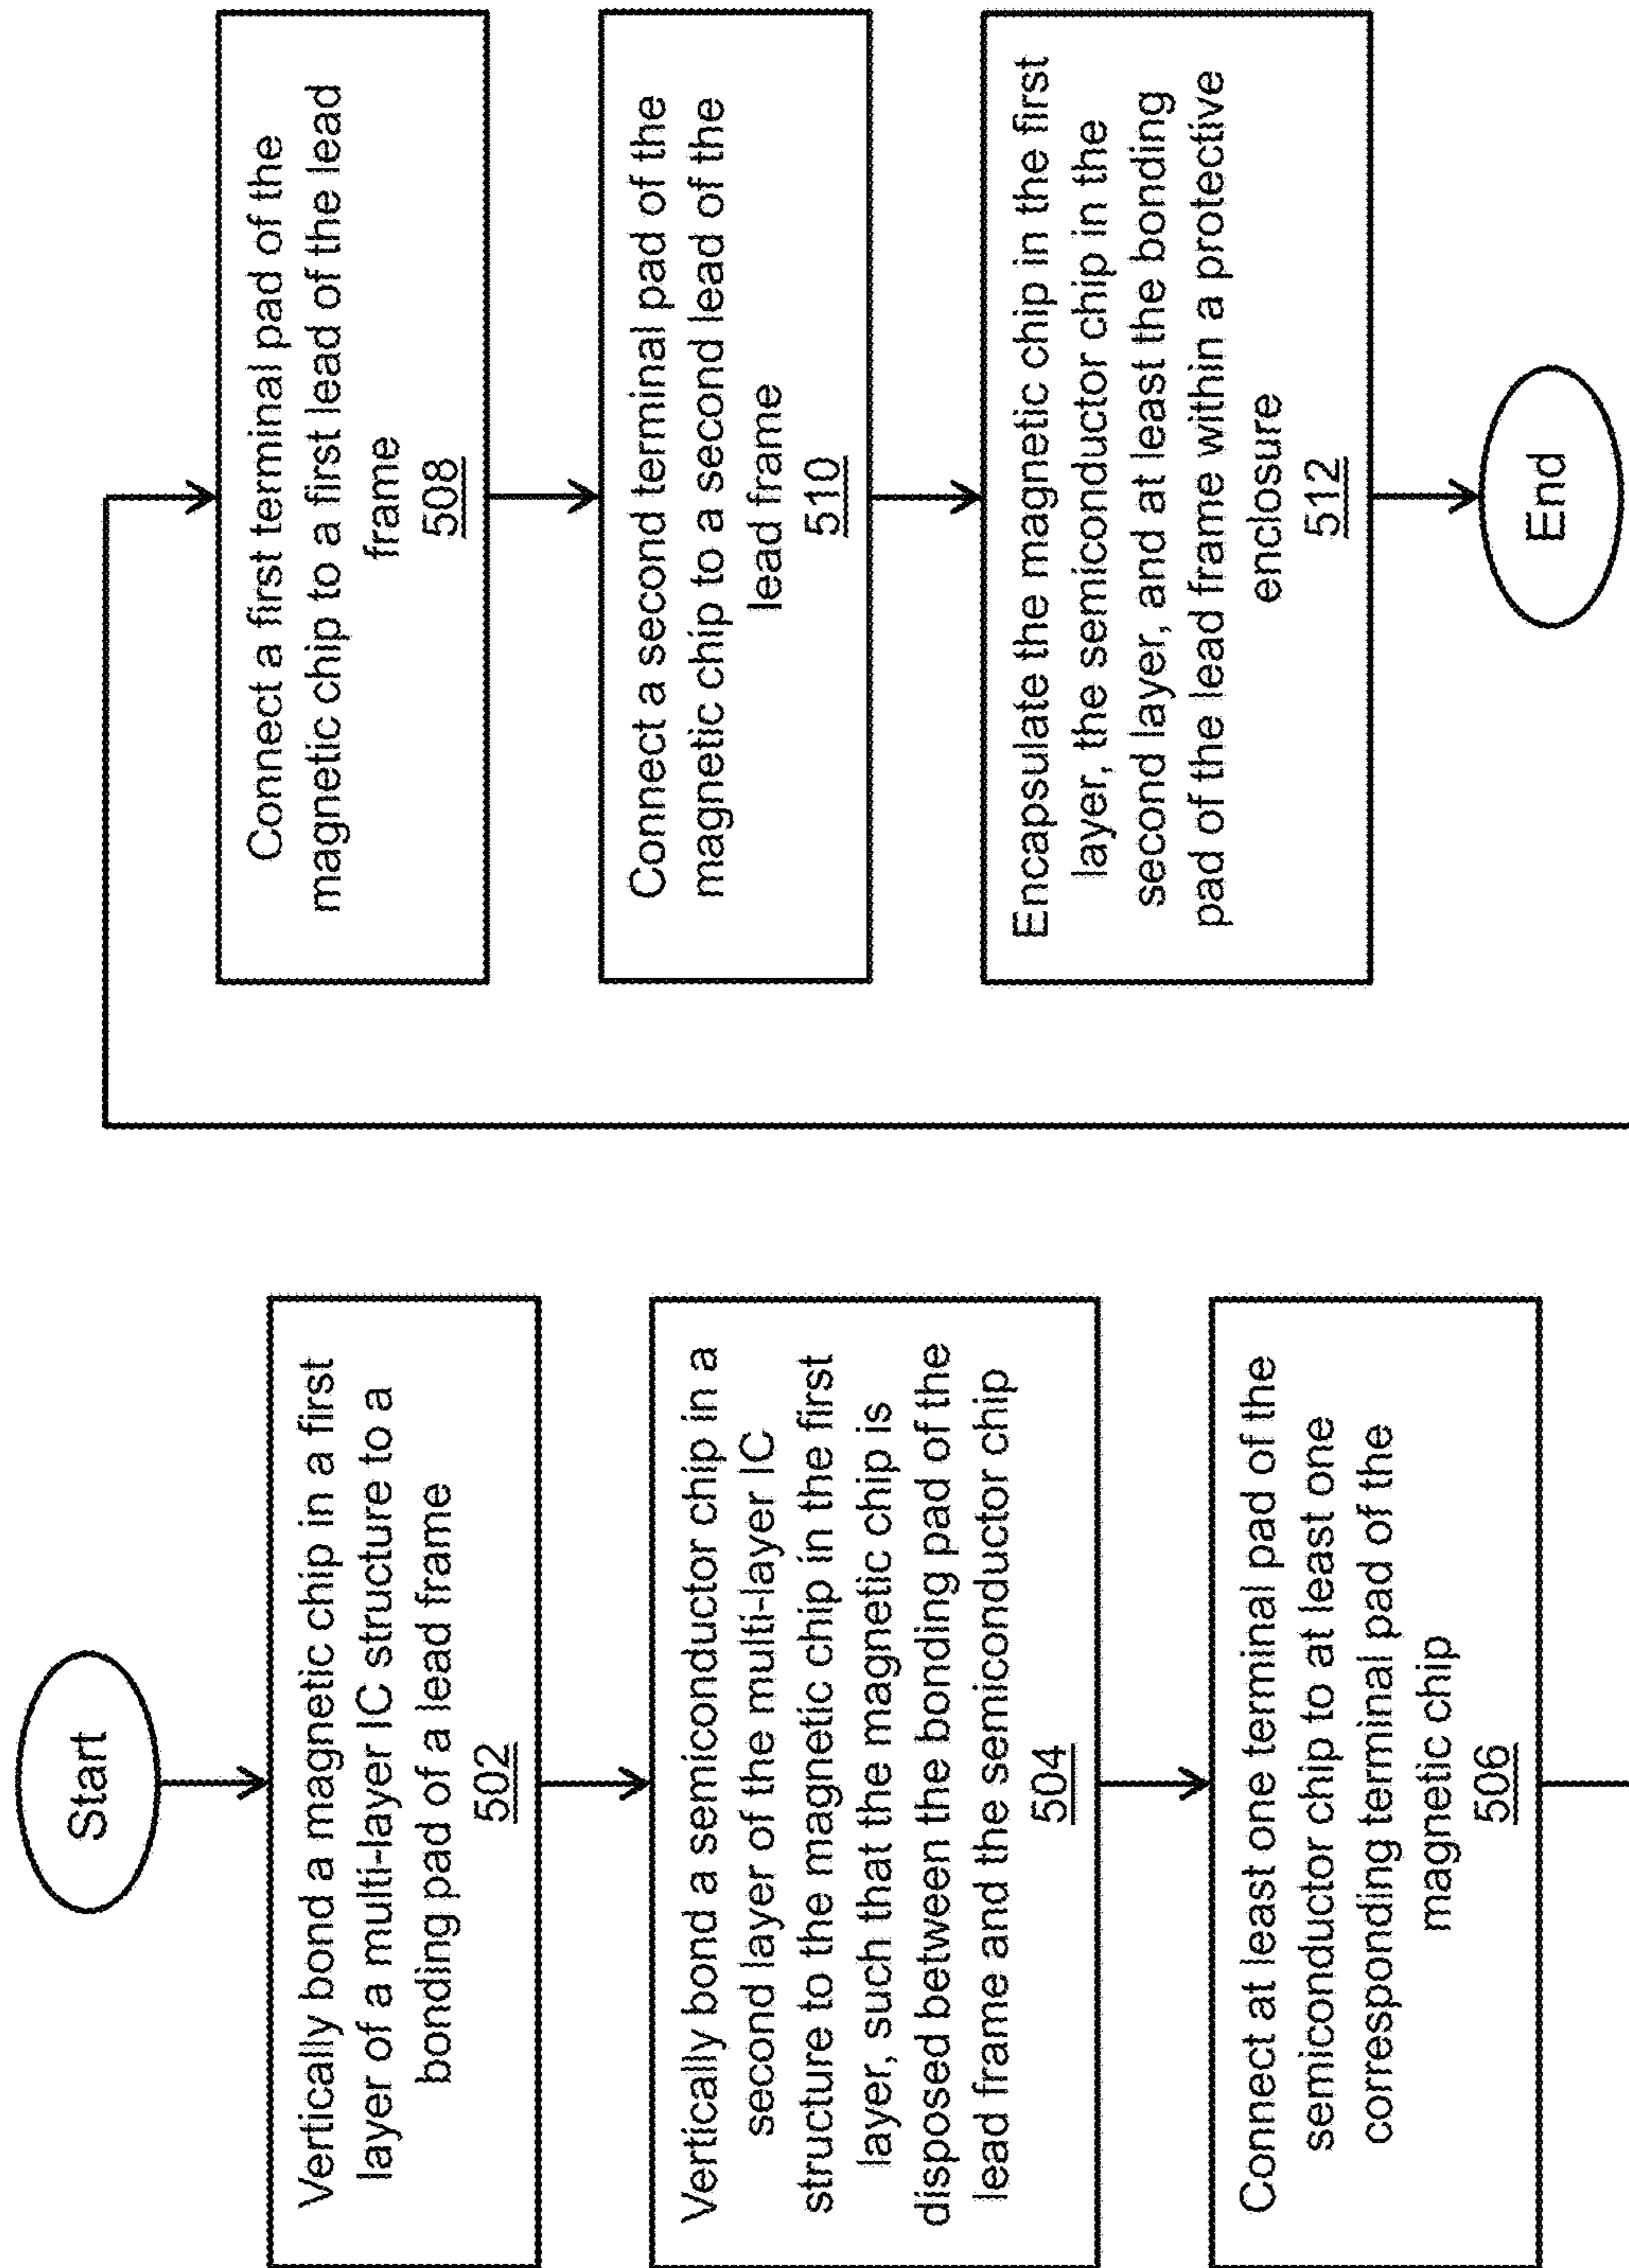 Start
Vertically bond a magnetic chip in a first
layer of a multi-layer IC structure to a
bonding pad of a lead frame
502
Vertically bond a semiconductor chip in a
second layer of the multi-layer IC
structure to the magnetic chip in the first
layer, such that the magnetic chip is
disposed between the bonding pad of the
lead frame and the semiconductor chip
504
Connect at least one terminal pad of the
semiconductor chip to at least one
corresponding terminal pad of the
magnetic chip
506
Connect a first terminal pad of the
magnetic chip to a first lead of the lead
frame
508
Connect a second terminal pad of the
magnetic chip to a second lead of the
lead frame
510
Encapsulate the magnetic chip in the first
layer, the semiconductor chip in the
second layer, and at least the bonding
pad of the lead frame within a protective
enclosure
512
End